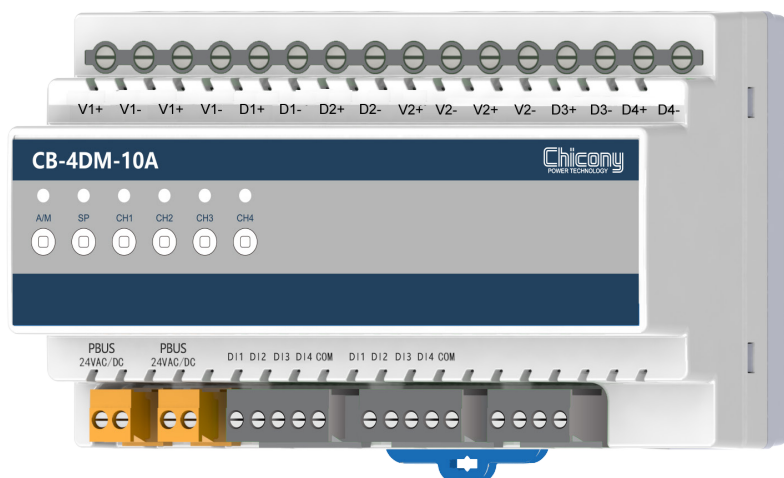 V1+ V1- V1+ V1- D1+ D1- D2+ D2- V2+ V2- V2+ V2- D3+ D3- D4+ D4-
CB-4DM-10A
Chicony
POWER TECHNOLOGY
A/M SP CH1 CH2 CH3 CH4
PBUS PBUS
24VAC/DC 24VAC/DC
DI1 DI2 DI3 DI4 COM DI1 DI2 DI3 DI4 COM